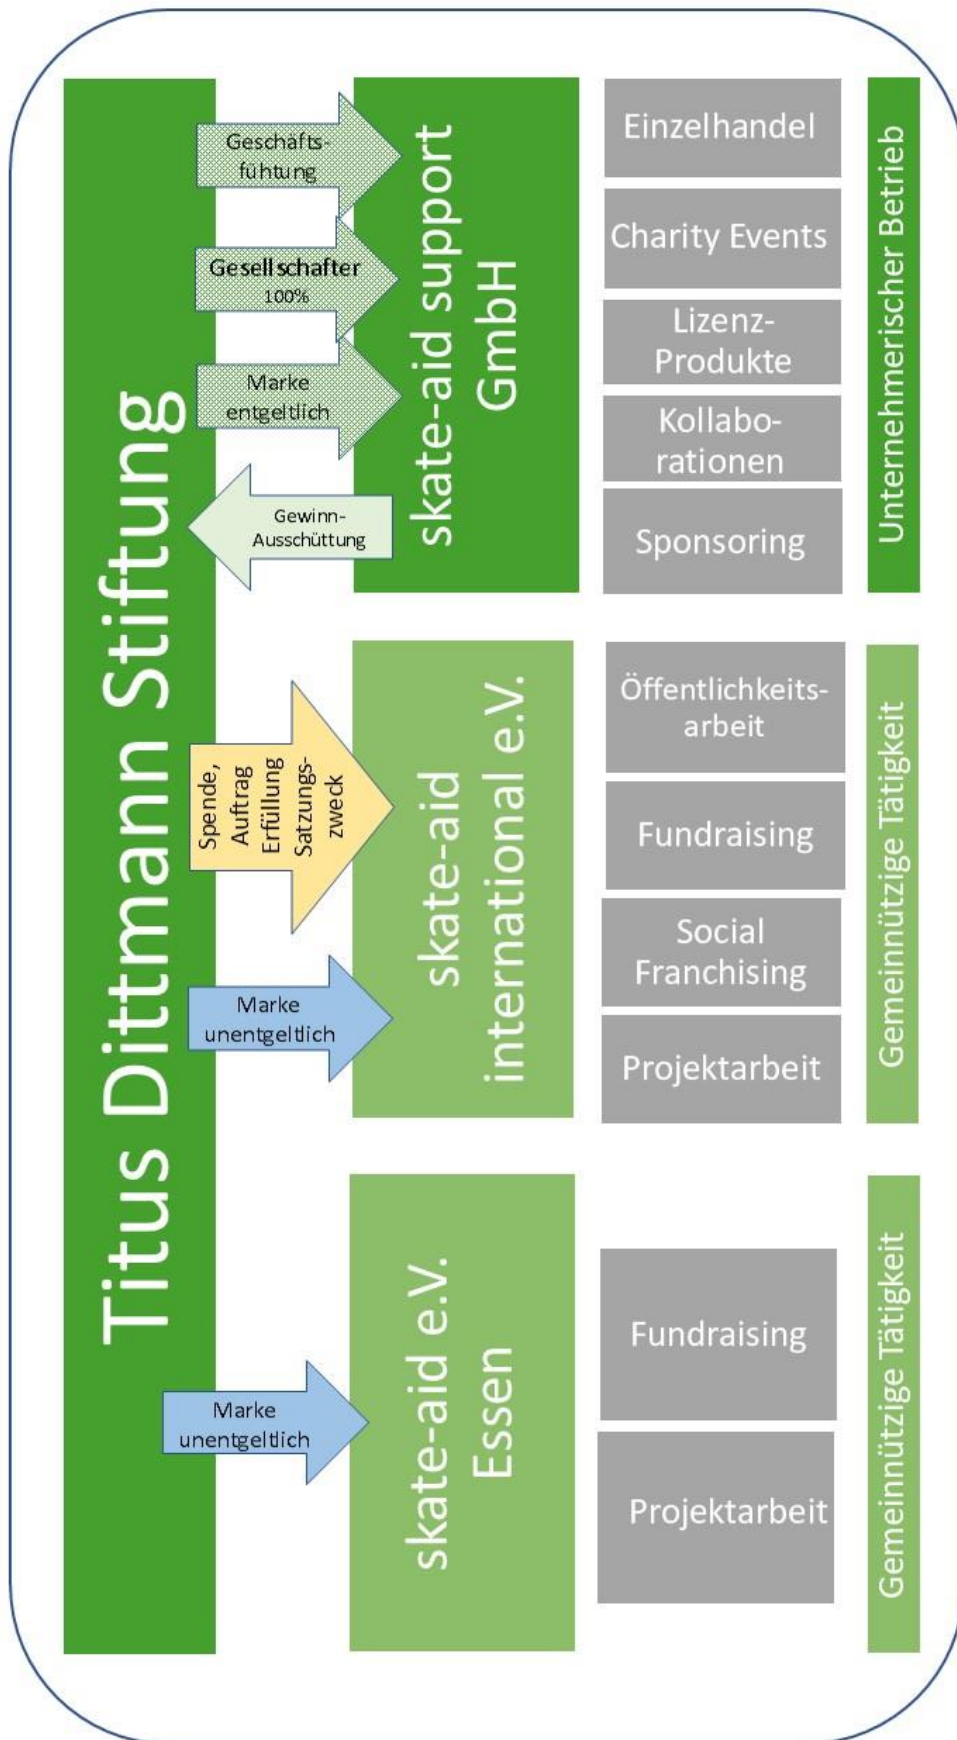 Titus Dittmann Stiftung
Geschäfts-
fühtung
Gesellschafter
100%
Marke
entgeltlich
Gewinn-
Ausschüttung
skate-aid support
GmbH
Einzelhandel
Charity Events
Lizenz-
Produkte
Kollabo-
rationen
Sponsoring
Unternehmerischer Betrieb
Spende,
Auftrag
Erfüllung
Satzungs-
zweck
Marke
unentgeltlich
skate-aid
international e.V.
Öffentlichkeits-
arbeit
Fundraising
Social
Franchising
Projektarbeit
Gemeinnützige Tätigkeit
Marke
unentgeltlich
skate-aid e.V.
Essen
Fundraising
Projektarbeit
Gemeinnützige Tätigkeit